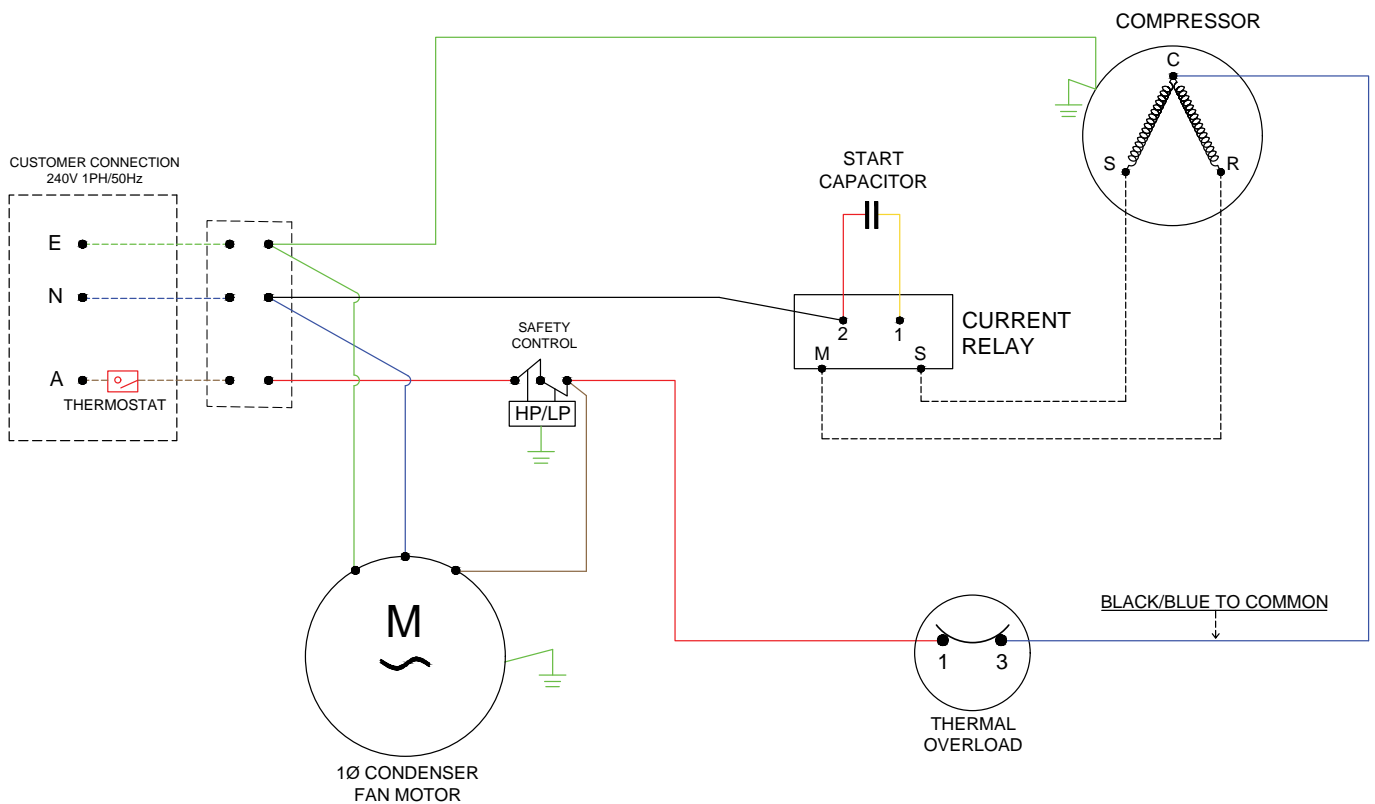 COMPRESSOR
C
S
R
CUSTOMER CONNECTION
240V 1PH/50Hz
E
N
A
THERMOSTAT
START
CAPACITOR
2
1
M
S
CURRENT
RELAY
SAFETY
CONTROL
HP/LP
M
1Ø CONDENSER
FAN MOTOR
BLACK/BLUE TO COMMON
1
3
THERMAL
OVERLOAD